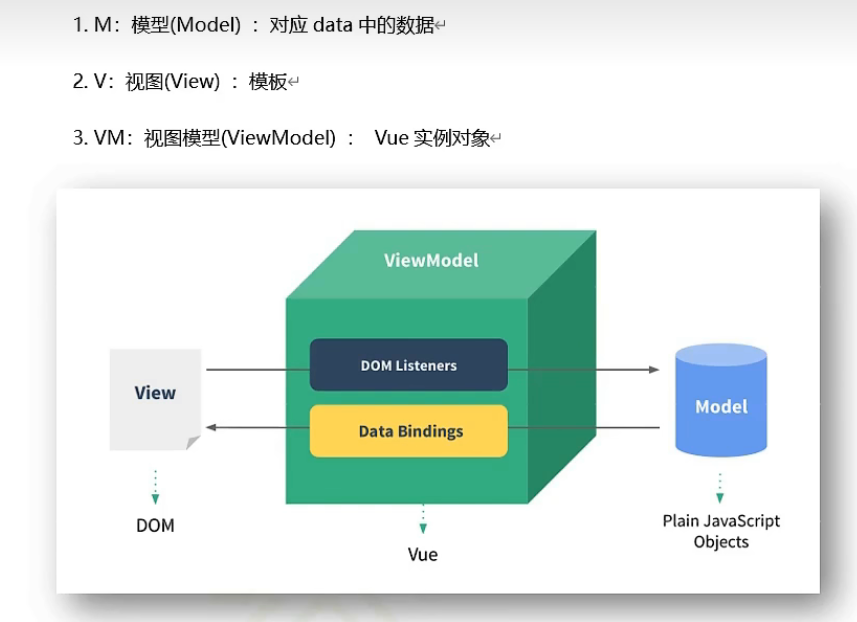 1. M：模型(Model) ：对应 data 中的数据↵
2. V：视图(View) ：模板↵
3. VM：视图模型(ViewModel) ： Vue 实例对象↵
ViewModel
DOM Listeners
View
Model
Data Bindings
DOM
Plain JavaScript
Objects
Vue